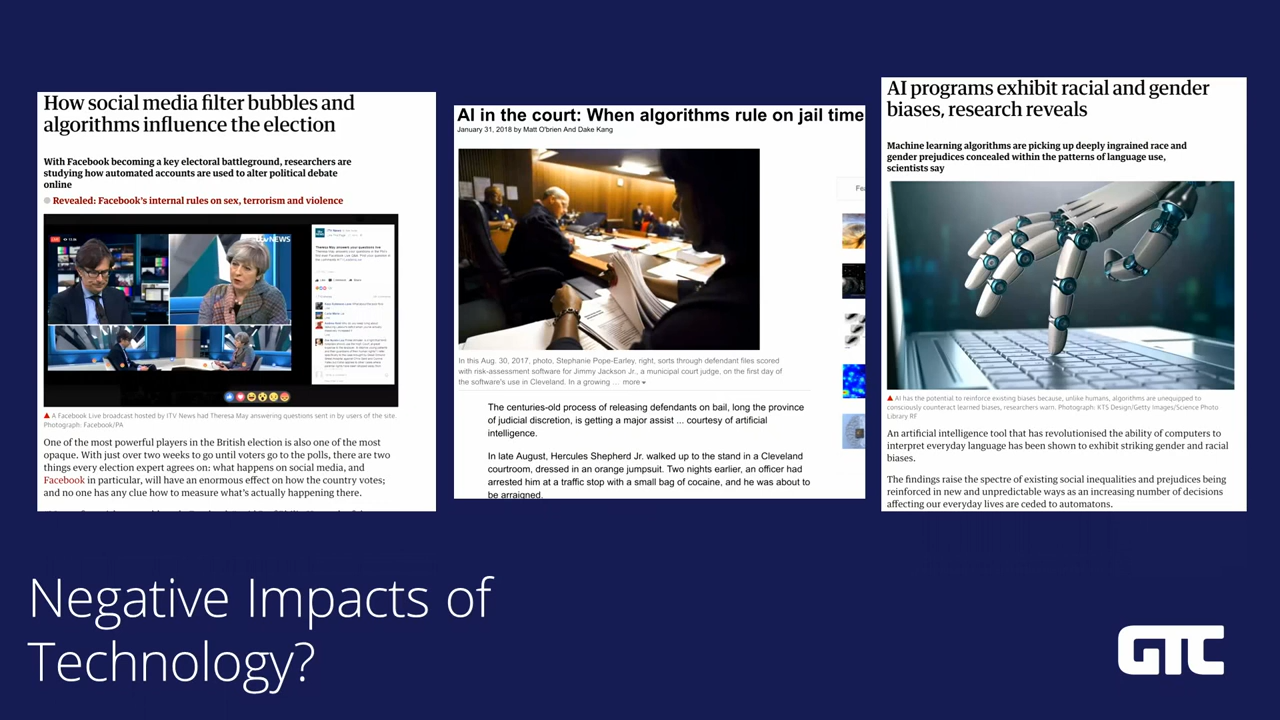 How social media filter bubbles and
algorithms influence the election
With Facebook becoming a key electoral battleground, researchers are
studying how automated accounts are used to alter political debate
online
Revealed: Facebook's internal rules on sex, terrorism and violence
NEWS
A Facebook Live broadcast hosted by ITV News had Theresa May answering questions sent in by users of the site.
Photograph: Facebook/PA
One of the most powerful players in the British election is also one of the most
opaque. With just over two weeks to go until voters go to the polls, there are two
things every election expert agrees on: what happens on social media, and
Facebook in particular, will have an enormous effect on how the country votes;
and no one has any clue how to measure what's actually happening there.
AI in the court: When algorithms rule on jail time
January 31, 2018 by Matt O'brien And Dake Kang
Fea
In this Aug. 30, 2017, photo, Stephanie Pope-Earley, right, sorts through defendant files scored
with risk-assessment software for Jimmy Jackson Jr., a municipal court judge, on the first day of
the software's use in Cleveland. In a growing ... more
The centuries-old process of releasing defendants on bail, long the province
of judicial discretion, is getting a major assist ... courtesy of artificial
intelligence.
In late August, Hercules Shepherd Jr. walked up to the stand in a Cleveland
courtroom, dressed in an orange jumpsuit. Two nights earlier, an officer had
arrested him at a traffic stop with a small bag of cocaine, and he was about to
be arraigned.
AI programs exhibit racial and gender
biases, research reveals
Machine learning algorithms are picking up deeply ingrained race and
gender prejudices concealed within the patterns of language use,
scientists say
AI has the potential to reinforce existing biases because, unlike humans, algorithms are unequipped to
consciously counteract learned biases, researchers warn. Photograph: KTS Design/Getty Images/Science Photo
Library RF
An artificial intelligence tool that has revolutionised the ability of computers to
interpret everyday language has been shown to exhibit striking gender and racial
biases.
The findings raise the spectre of existing social inequalities and prejudices being
reinforced in new and unpredictable ways as an increasing number of decisions
affecting our everyday lives are ceded to automatons.
Negative Impacts of
Technology?
GTC